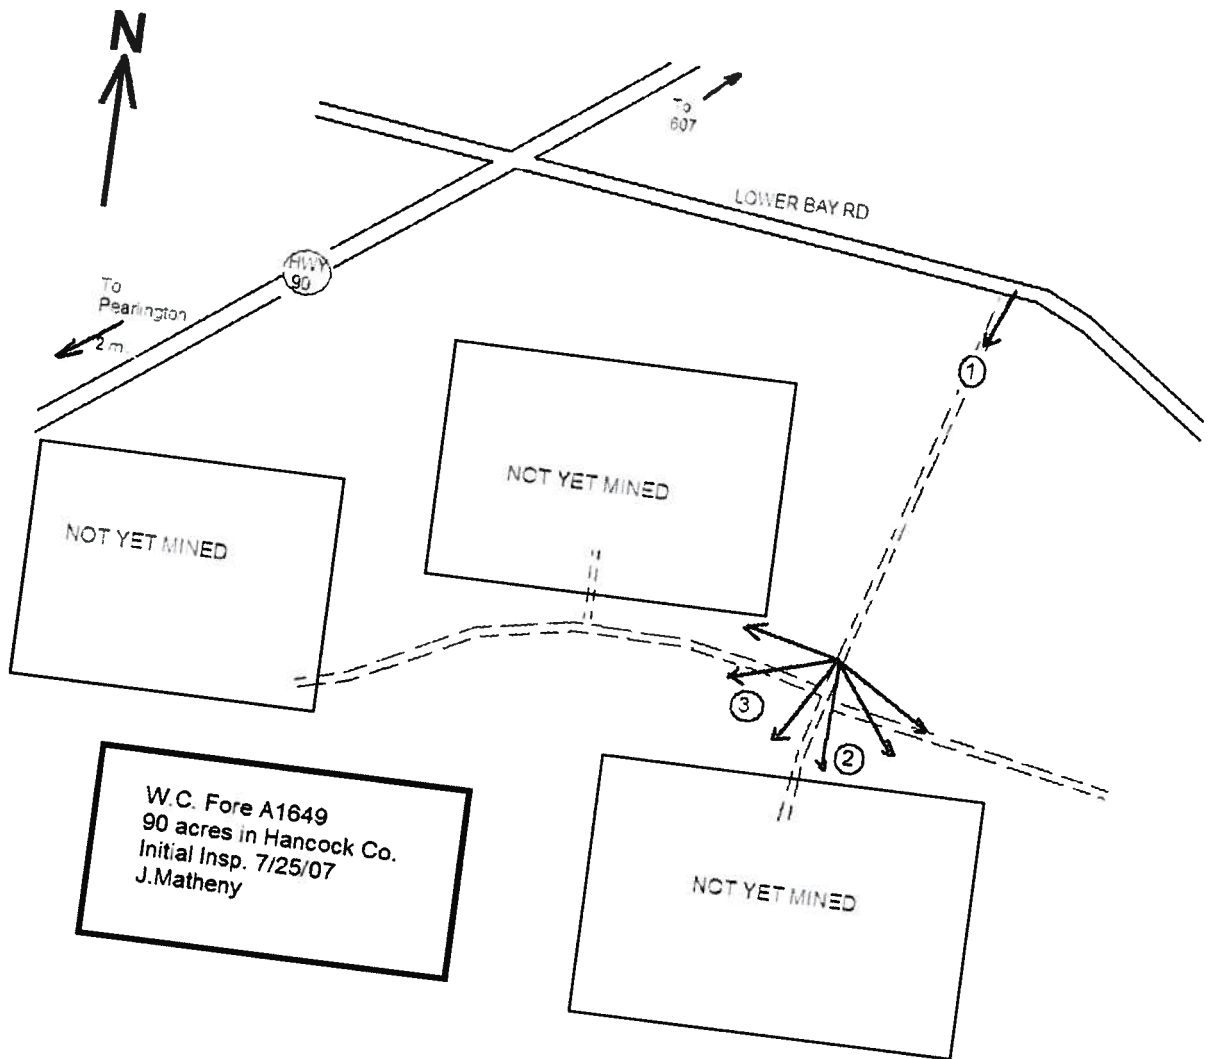 N
To
607
LOWER BAY RD
HWY
90
To
Pearlington
2 m.
1
NOT YET MINED
NOT YET MINED
3
2
W.C. Fore A1649
90 acres in Hancock Co.
Initial Insp. 7/25/07
J.Matheny
NOT YET MINED